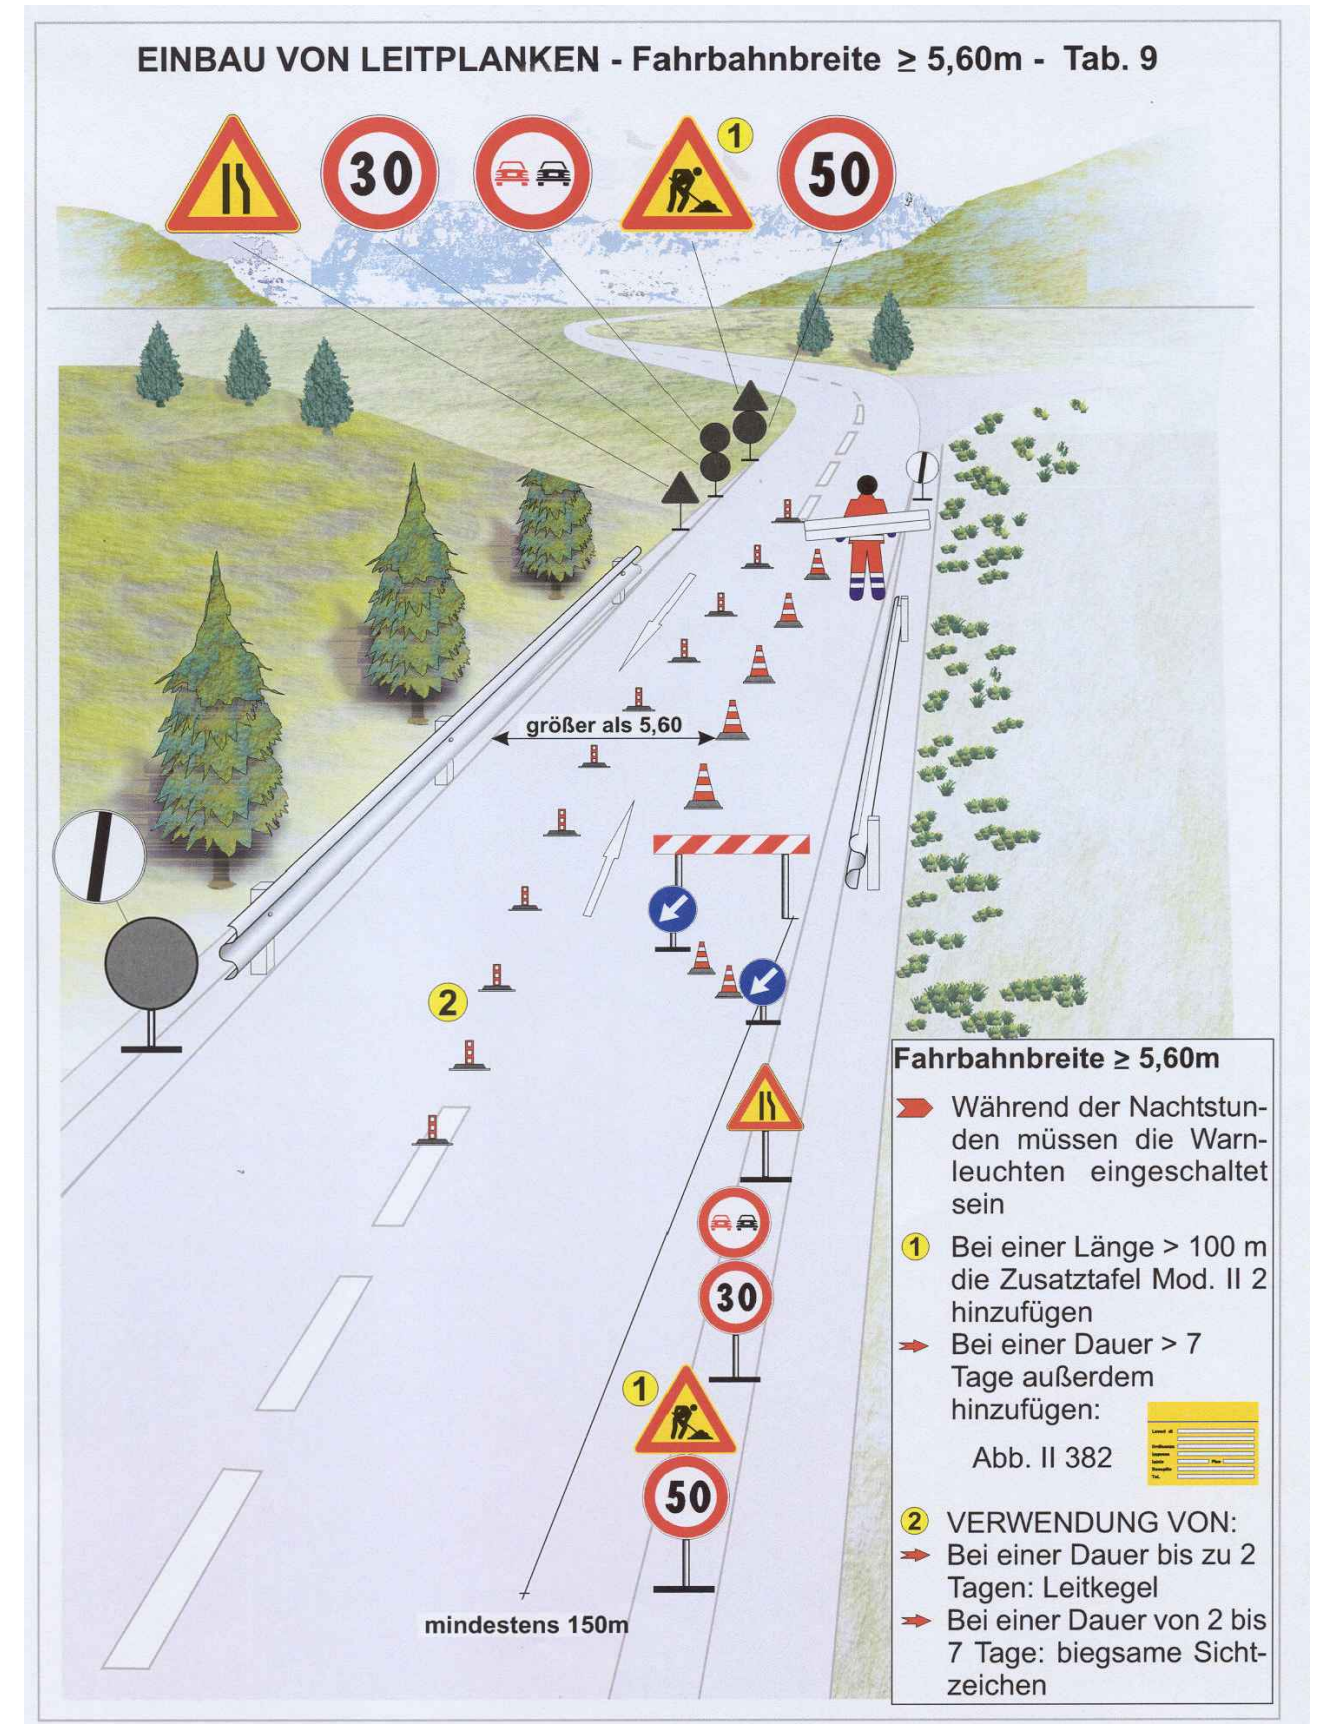 EINBAU VON LEITPLANKEN - Fahrbahnbreite ≥ 5,60m - Tab. 9
30
1
50
größer als 5,60
2
Fahrbahnbreite ≥ 5,60m
Während der Nachtstun-
den müssen die Warn-
leuchten eingeschaltet
sein
1 Bei einer Länge > 100 m
die Zusatztafel Mod. II 2
hinzufügen
Bei einer Dauer > 7
Tage außerdem
hinzufügen:
Abb. II 382
2 VERWENDUNG VON:
Bei einer Dauer bis zu 2
Tagen: Leitkegel
Bei einer Dauer von 2 bis
7 Tage: biegsame Sicht-
zeichen
30
1
50
mindestens 150m